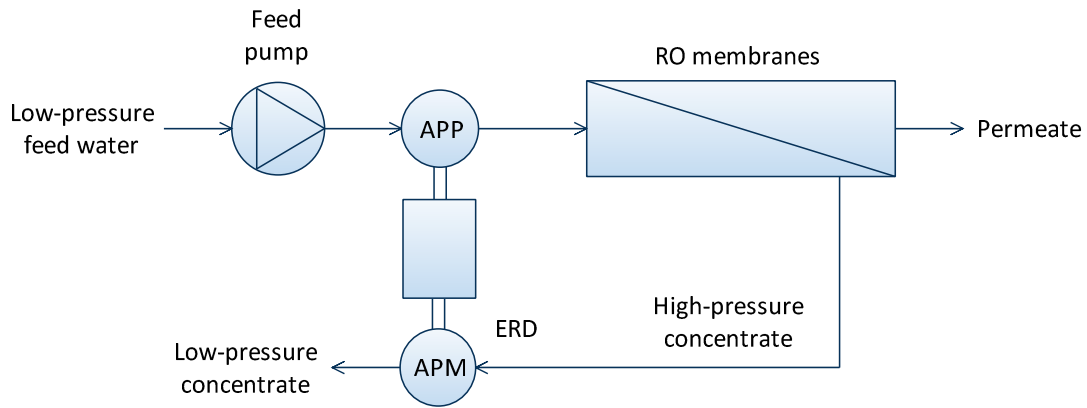 Feed
pump
RO membranes
Low-pressure
feed water
APP
Permeate
High-pressure
concentrate
ERD
Low-pressure
concentrate
APM